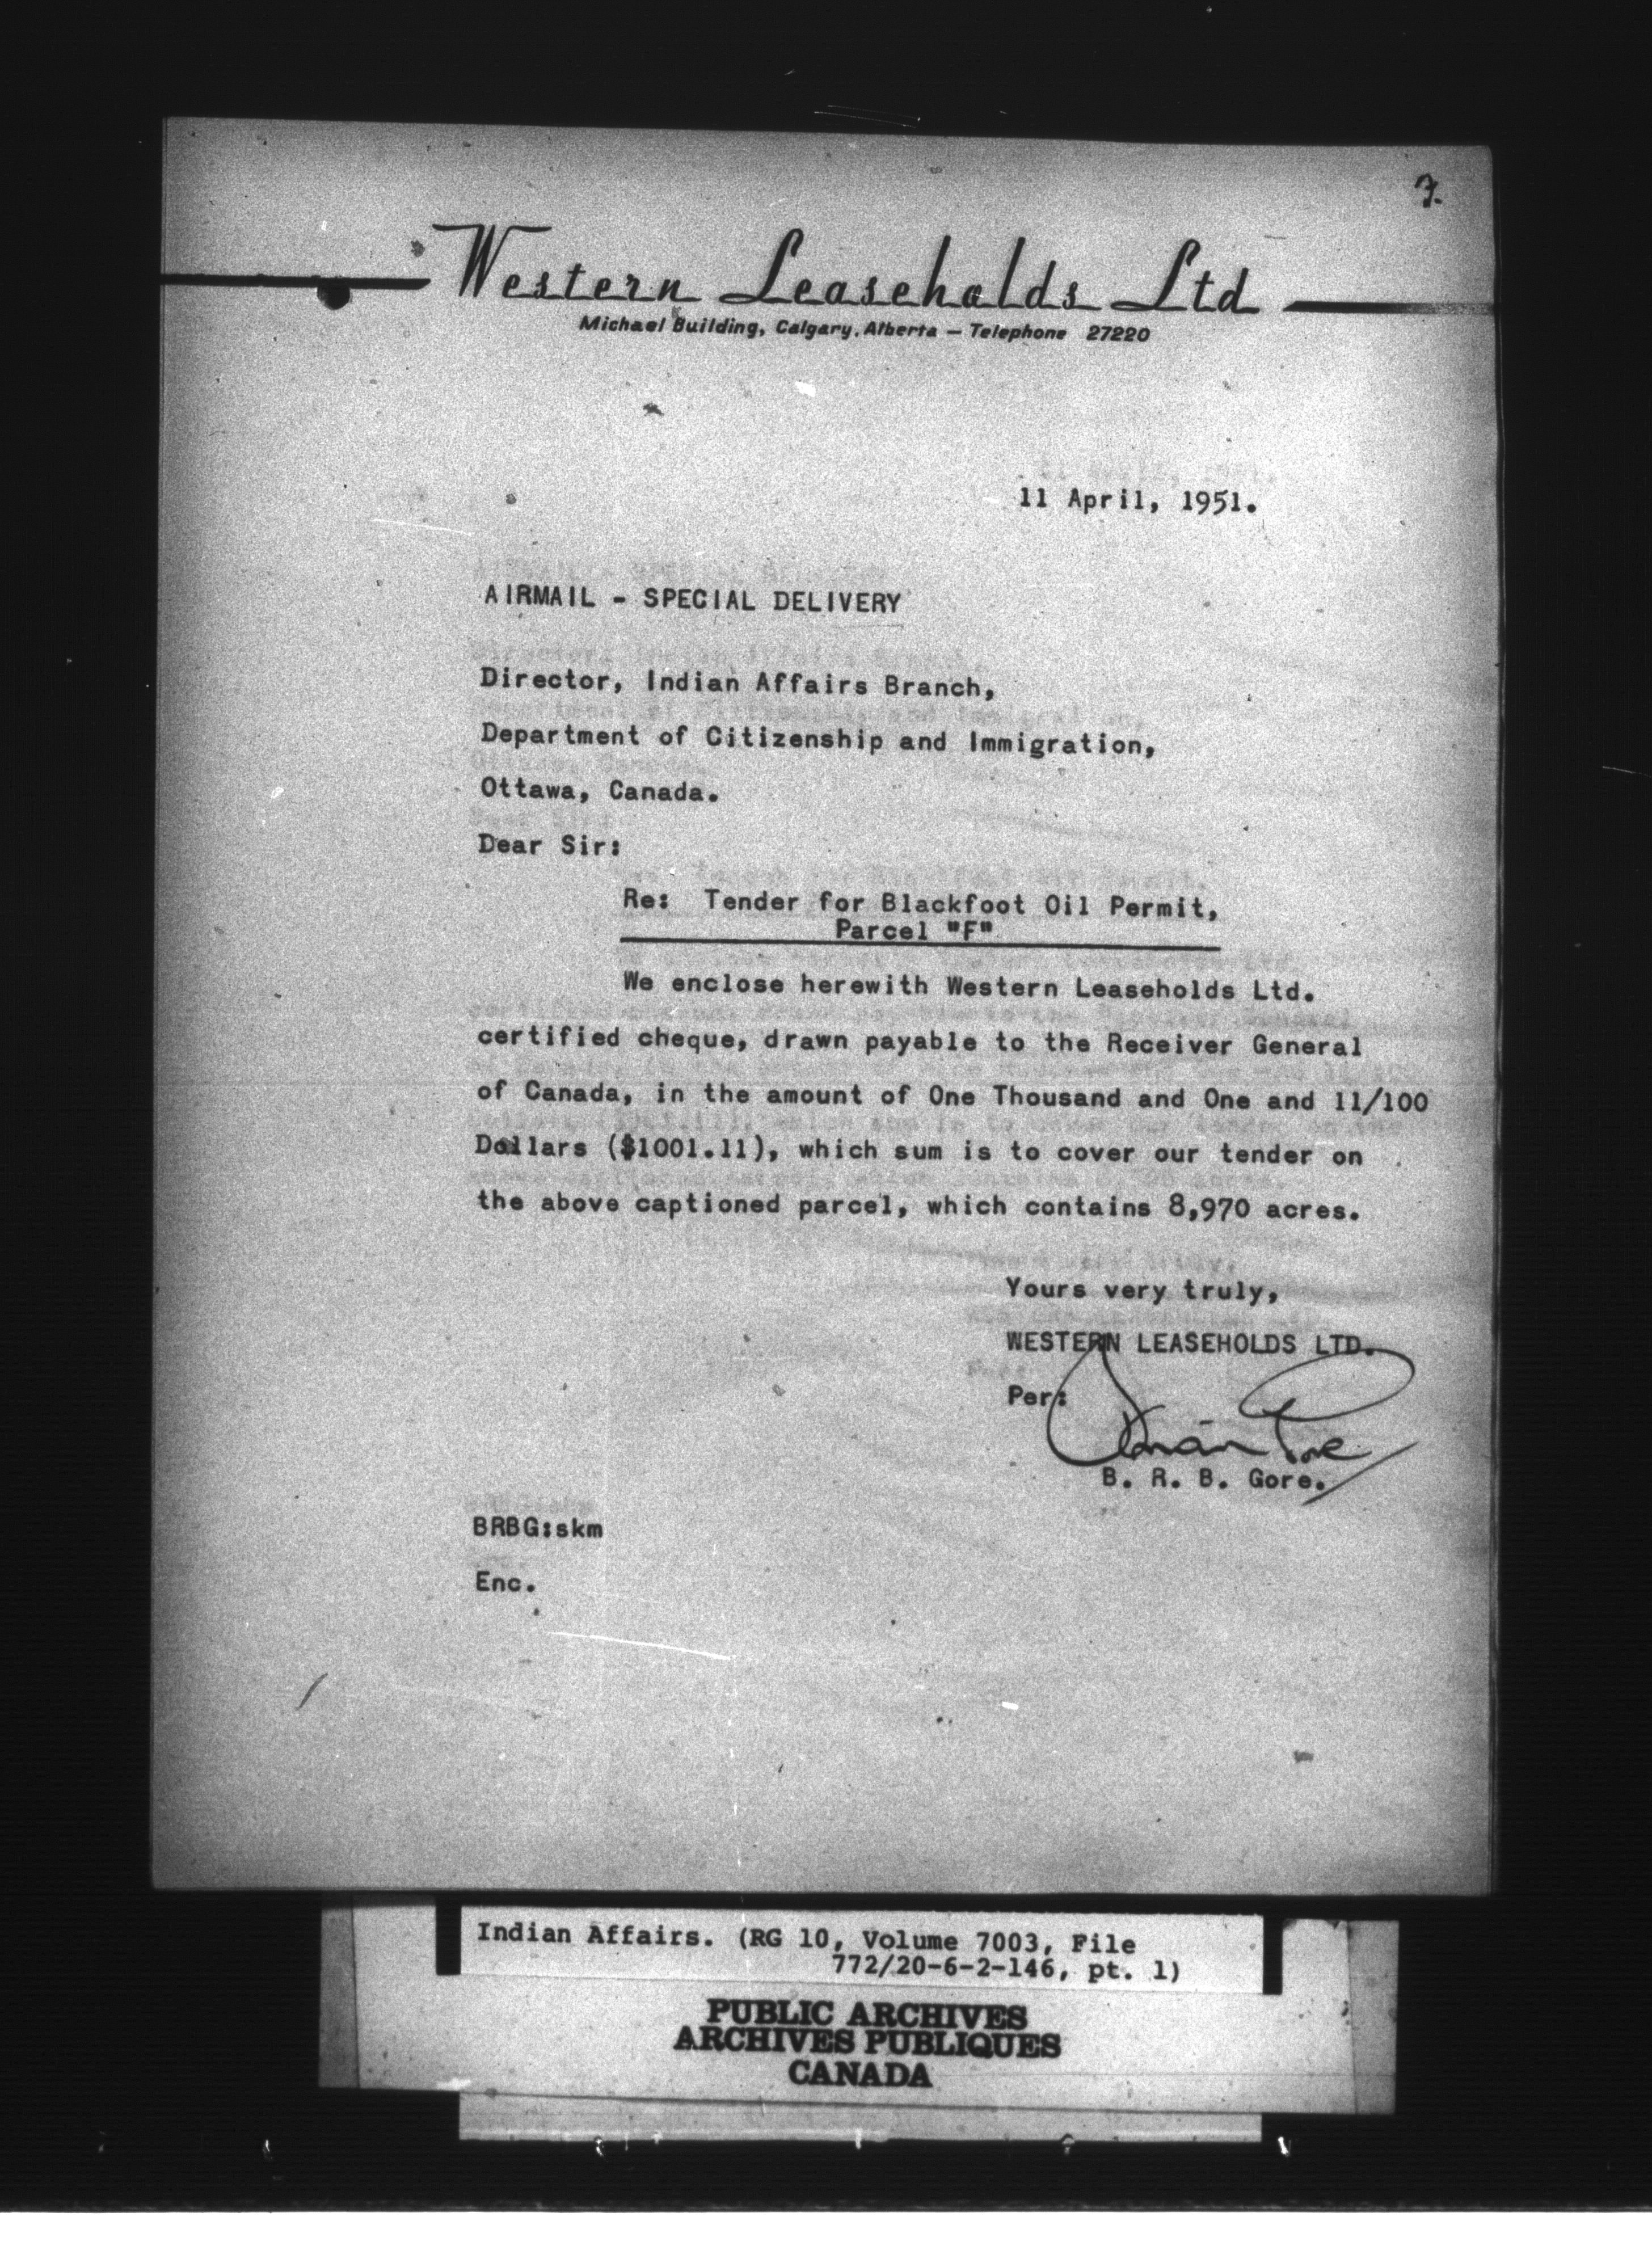 7.
Western Leaseholds Ltd
Michael Building, Calgary, Alberta — Telephone 27220
11 April, 1951.
AIRMAIL - SPECIAL DELIVERY
Director, Indian Affairs Branch,
Department of Citizenship and Immigration,
Ottawa, Canada.
Dear Sir:
Re: Tender for Blackfoot Oil Permit,
Parcel "F"
We enclose herewith Western Leaseholds Ltd.
certified cheque, drawn payable to the Receiver General
of Canada, in the amount of One Thousand and One and 11/100
Dollars ($1001.11), which sum is to cover our tender on
the above captioned parcel, which contains 8,970 acres.
Yours very truly,
WESTERN LEASEHOLDS LTD.
Per:
B. R. B. Gore.
BRBG:skm
Enc.
Indian Affairs. (RG 10, Volume 7003, File
772/20-6-2-146, pt. 1)
PUBLIC ARCHIVES
ARCHIVES PUBLIQUES
CANADA